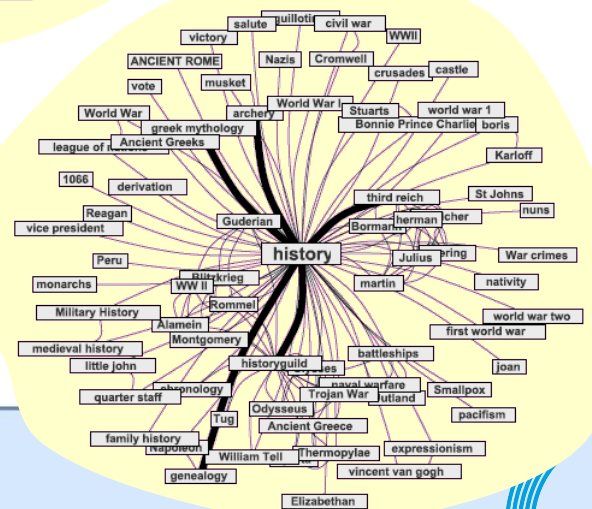 guilloti
salute
civil war
victory
WWII
ANCIENT ROME
Nazis
Cromwell
crusades
castle
vote
musket
World War I
archery
Stuarts
world war 1
World War
greek mythology
Bonnie Prince Charlie
boris
league of
Ancient Greeks
Karloff
1066
derivation
third reich
St Johns
Reagan
herman
cher
nuns
vice president
Guderian
Bormann
history
Julius
ering
War crimes
Peru
monarchs
Blitzkrieg
WW II
martin
nativity
Rommel
Military History
Alamein
world war two
first world war
Montgomery
medieval history
little john
historyguild
battleships
joan
quarter staff
chronology
naval warfare
Trojan War
Jutland
Smallpox
Odysseus
pacifism
Tug
Ancient Greece
family history
Napoleon
William Tell
Thermopylae
expressionism
genealogy
vincent van gogh
Elizabethan